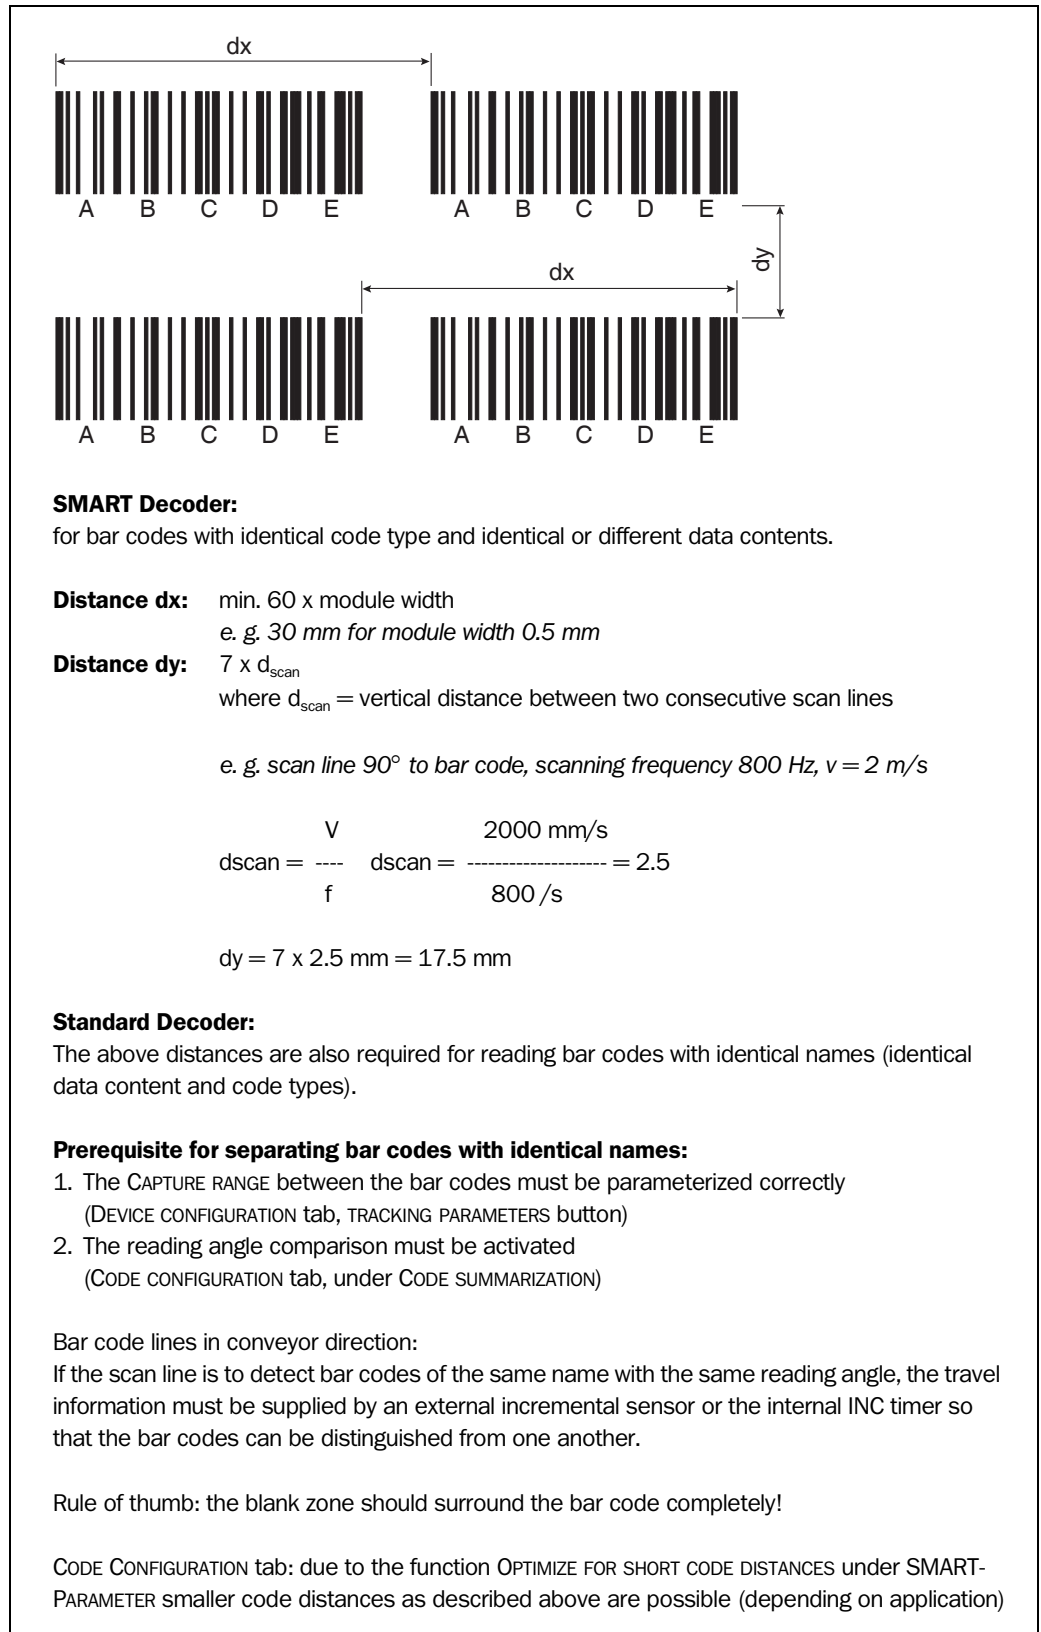 dx
A B C D E A B C D E
dy
dx
A B C D E A B C D E
SMART Decoder:
for bar codes with identical code type and identical or different data contents.
Distance dx: min. 60 x module width
e. g. 30 mm for module width 0.5 mm
Distance dy: 7 x dscan
where dscan = vertical distance between two consecutive scan lines
e. g. scan line 90° to bar code, scanning frequency 800 Hz, v = 2 m/s
V 2000 mm/s
dscan = ---- dscan = -------------------- = 2.5
f 800 /s
dy = 7 x 2.5 mm = 17.5 mm
Standard Decoder:
The above distances are also required for reading bar codes with identical names (identical
data content and code types).
Prerequisite for separating bar codes with identical names:
1. The CAPTURE RANGE between the bar codes must be parameterized correctly
(DEVICE CONFIGURATION tab, TRACKING PARAMETERS button)
2. The reading angle comparison must be activated
(CODE CONFIGURATION tab, under CODE SUMMARIZATION)
Bar code lines in conveyor direction:
If the scan line is to detect bar codes of the same name with the same reading angle, the travel
information must be supplied by an external incremental sensor or the internal INC timer so
that the bar codes can be distinguished from one another.
Rule of thumb: the blank zone should surround the bar code completely!
CODE CONFIGURATION tab: due to the function OPTIMIZE FOR SHORT CODE DISTANCES under SMART-
PARAMETER smaller code distances as described above are possible (depending on application)